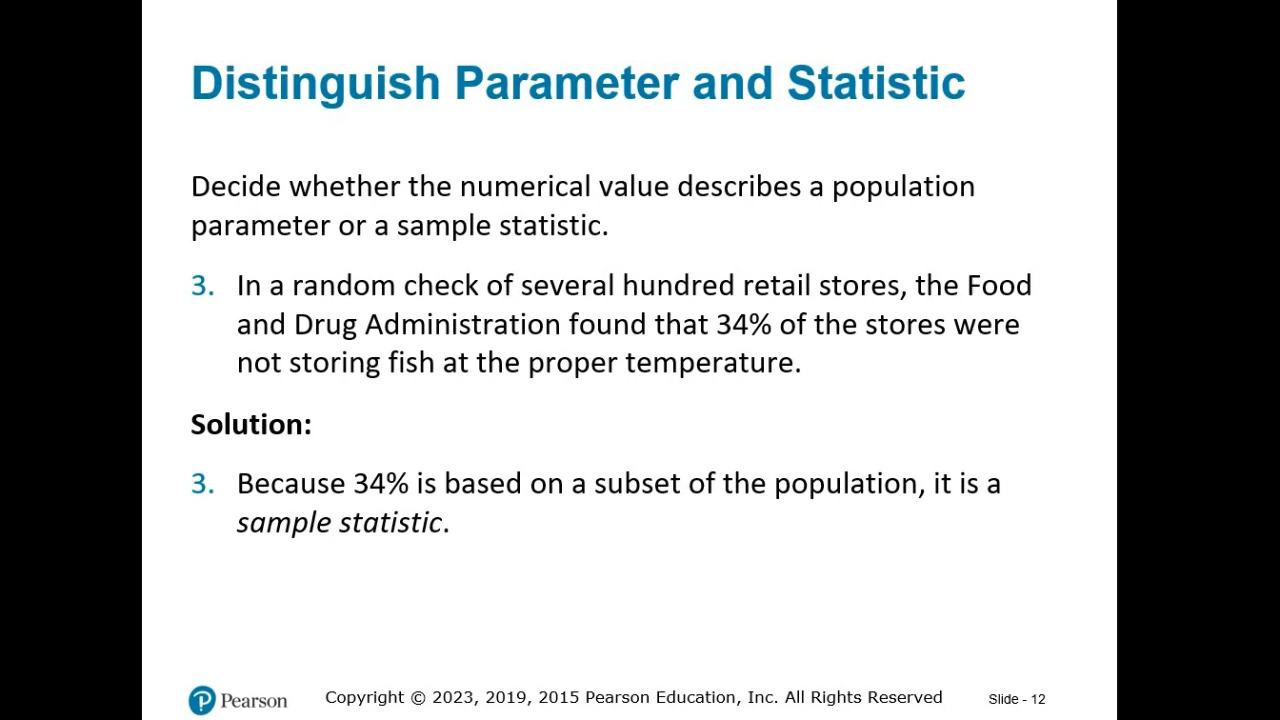 Distinguish Parameter and Statistic
Decide whether the numerical value describes a population
parameter or a sample statistic.
3. In a random check of several hundred retail stores, the Food
and Drug Administration found that 34% of the stores were
not storing fish at the proper temperature.
Solution:
3. Because 34% is based on a subset of the population, it is a
sample statistic.
P Pearson Copyright © 2023, 2019, 2015 Pearson Education, Inc. All Rights Reserved Slide - 12